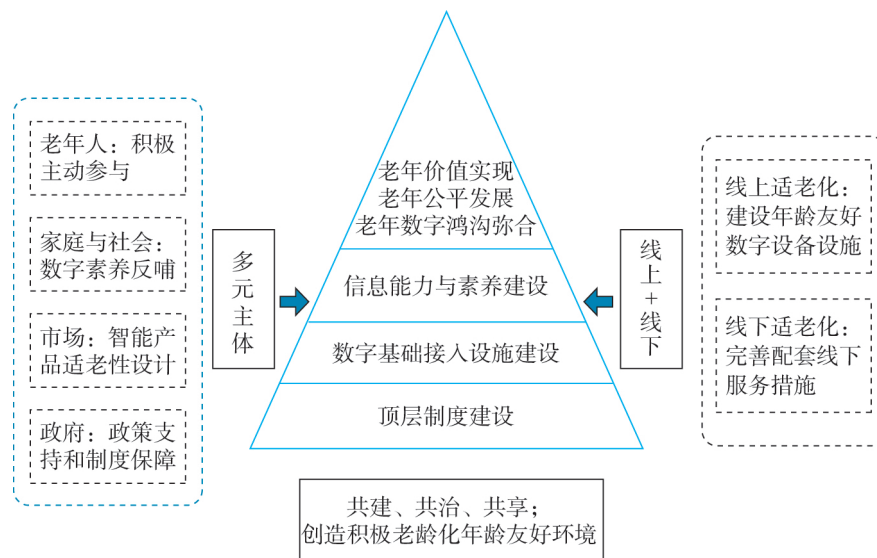 老年人：积极
主动参与
家庭与社会：
数字素养反哺
市场：智能产
品适老性设计
政府：政策支
持和制度保障
多元主体
老年价值实现
老年公平发展
老年数字鸿沟弥合
信息能力与素养建设
数字基础接入设施建设
顶层制度建设
线上+线下
线上适老化：
建设年龄友好
数字设备设施
线下适老化：
完善配套线下
服务措施
共建、共治、共享；
创造积极老龄化年龄友好环境